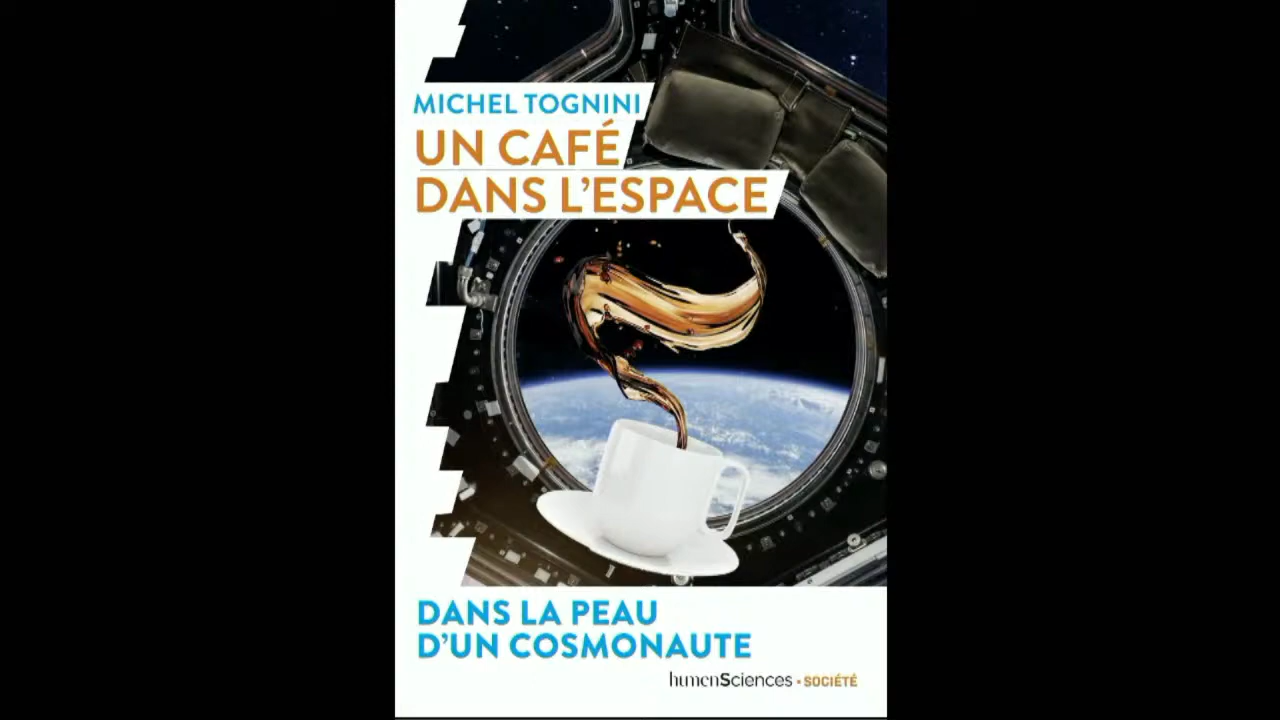 MICHEL TOGNINI
UN CAFÉ
DANS L'ESPACE
DANS LA PEAU
D'UN COSMONAUTE
humenSciences • SOCIÉTÉ